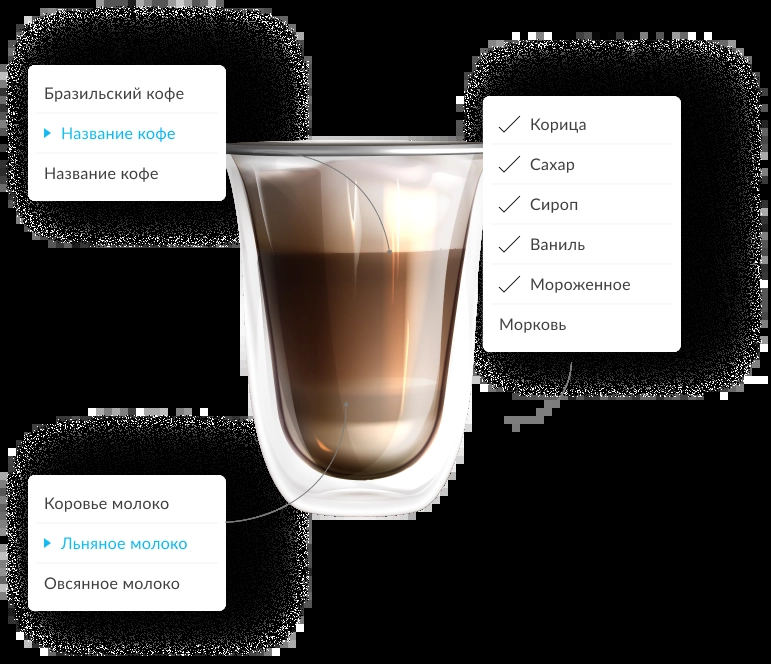 Бразильский кофе
Название кофе
Название кофе
Корица
Сахар
Сироп
Ваниль
Мороженное
Морковь
Коровье молоко
Льняное молоко
Овсянное молоко